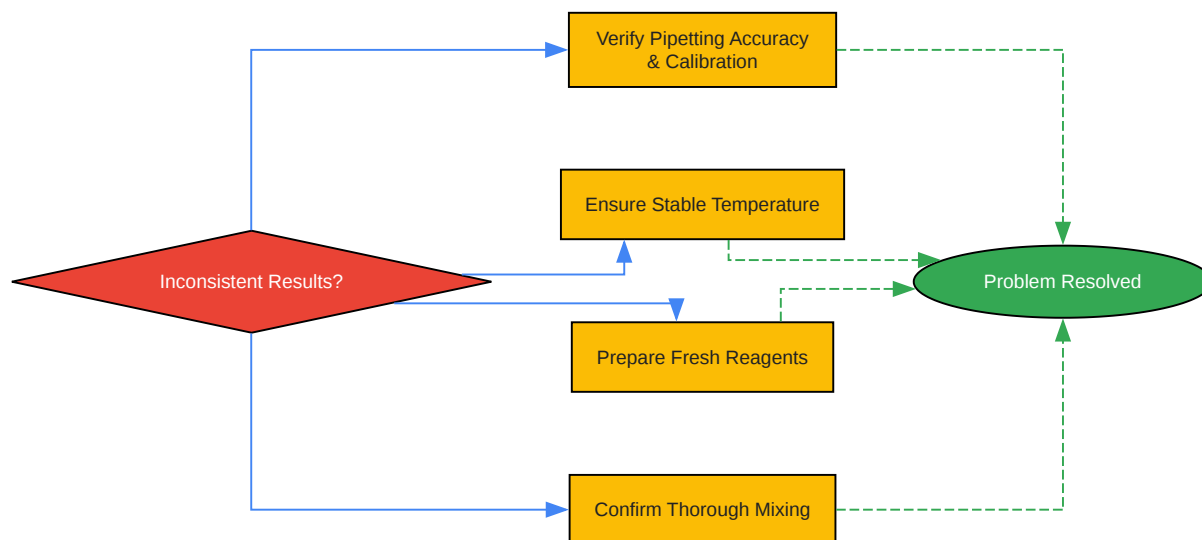 Verify Pipetting Accuracy
& Calibration
Ensure Stable Temperature
Inconsistent Results?
Problem Resolved
Prepare Fresh Reagents
Confirm Thorough Mixing